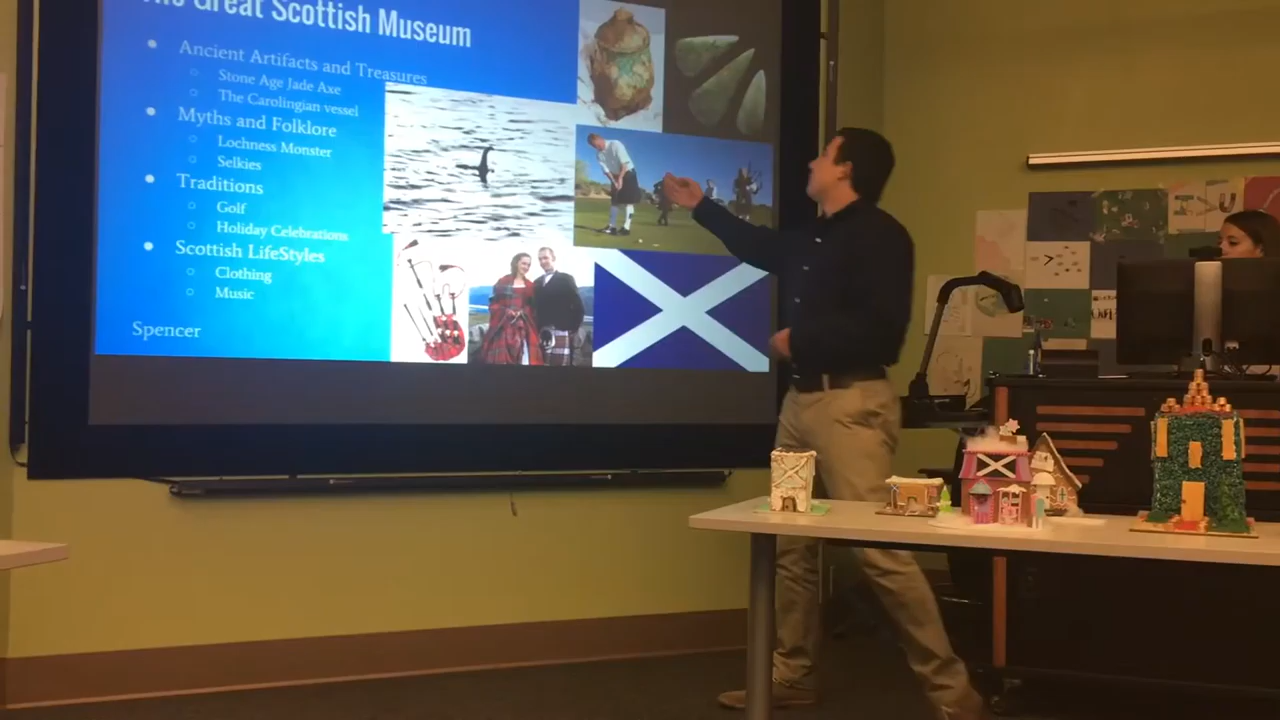 Great Scottish Museum
Ancient Artifacts and Treasures
Stone Age Jade Axe
The Carolingian vessel
Myths and Folklore
Lochness Monster
Selkies
Traditions
Golf
Holiday Celebrations
Scottish LifeStyles
Clothing
Music
Spencer